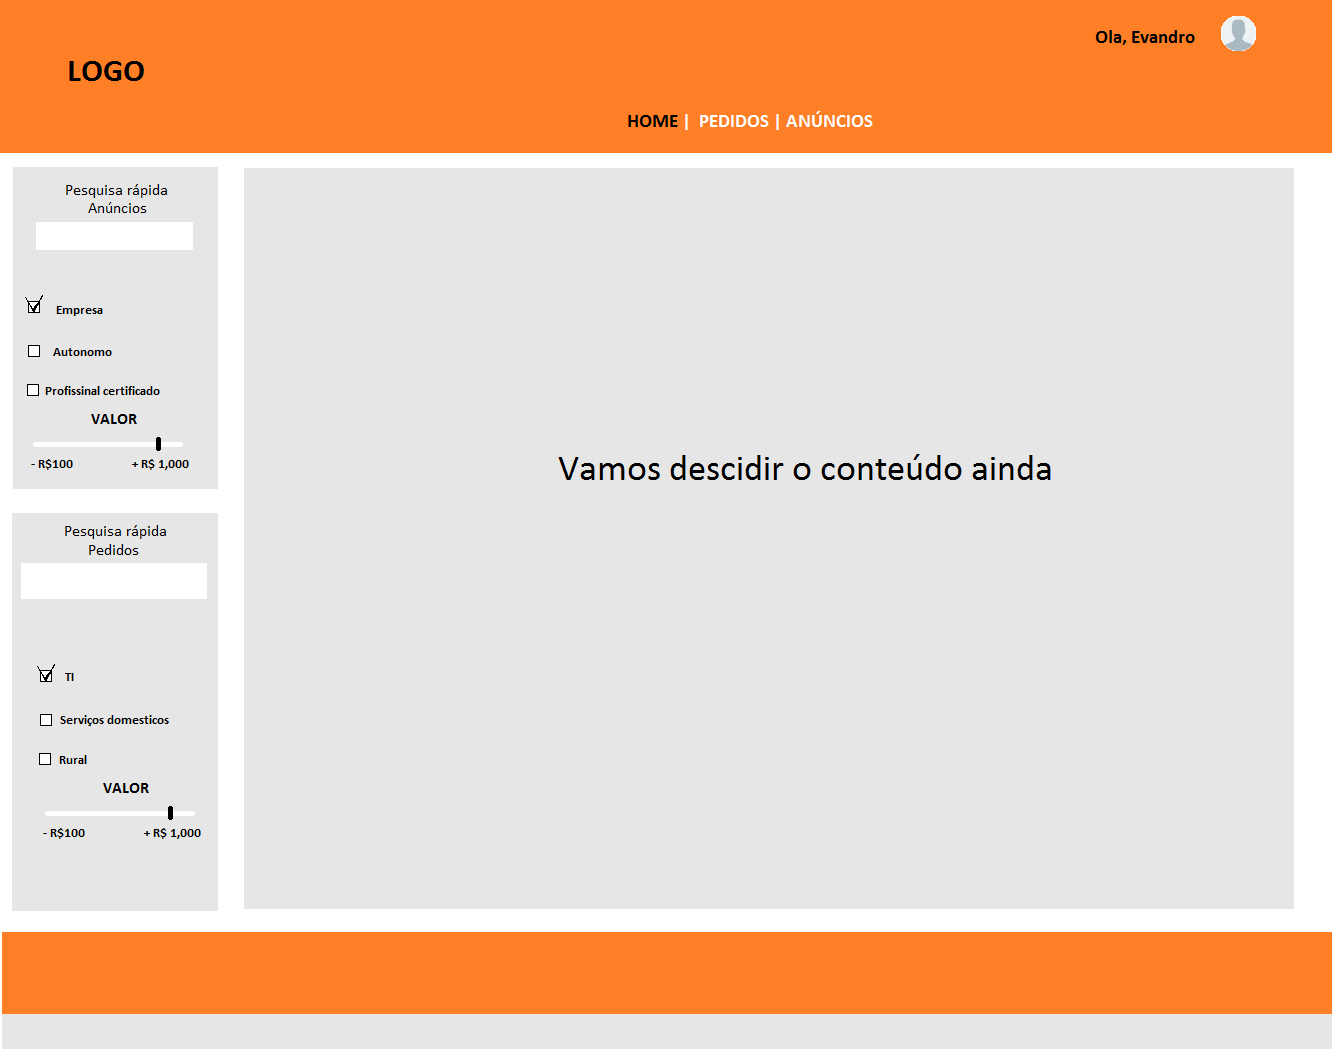 Ola, Evandro
LOGO
HOME | PEDIDOS | ANÚNCIOS
Pesquisa rápida
Anúncios
Empresa
Autonomo
Profissinal certificado
VALOR
- R$100 + R$ 1,000
Vamos descidir o conteúdo ainda
Pesquisa rápida
Pedidos
TI
Serviços domesticos
Rural
VALOR
- R$100 + R$ 1,000